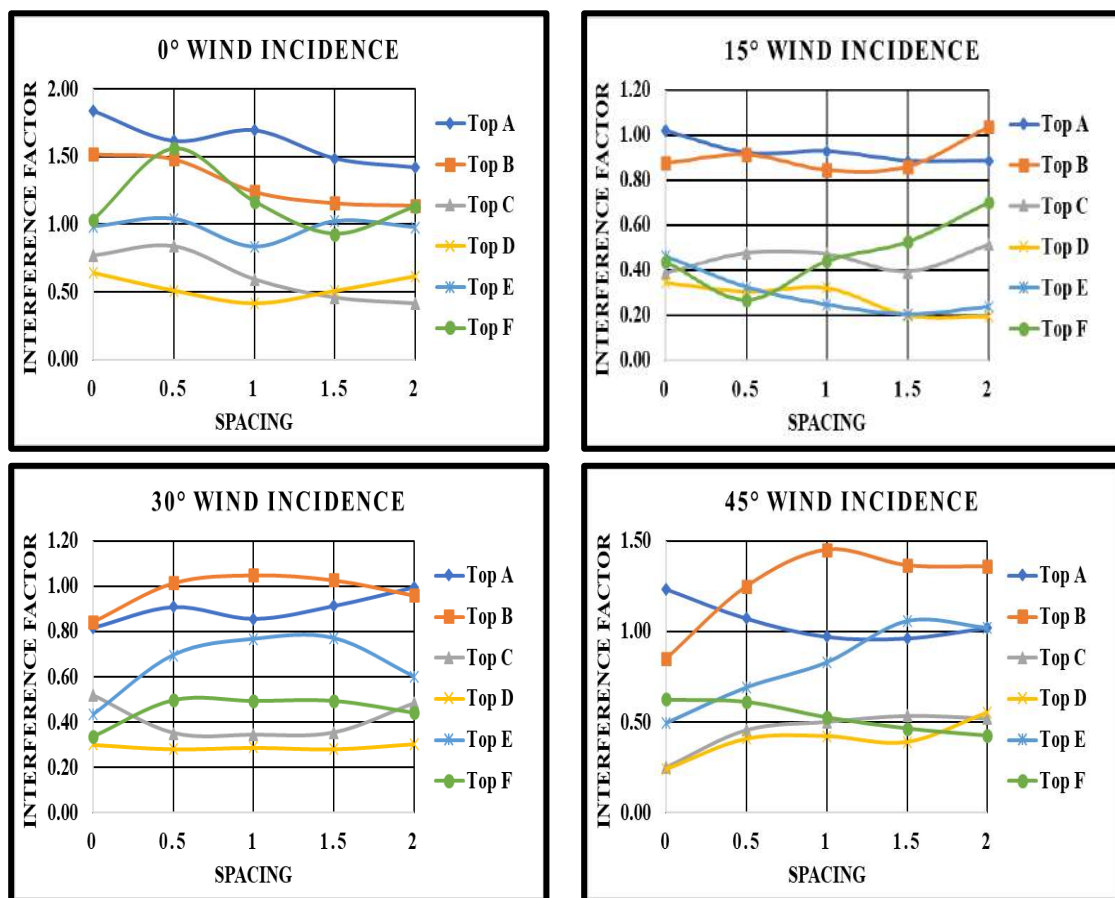 0° WIND INCIDENCE
INTERFERENCE FACTOR
2.00
1.50
1.00
0.50
0.00
0 0.5 1 1.5 2
SPACING
Top A
Top B
Top C
Top D
Top E
Top F
15° WIND INCIDENCE
INTERFERENCE FACTOR
1.20
1.00
0.80
0.60
0.40
0.20
0.00
0 0.5 1 1.5 2
SPACING
Top A
Top B
Top C
Top D
Top E
Top F
30° WIND INCIDENCE
INTERFERENCE FACTOR
1.20
1.00
0.80
0.60
0.40
0.20
0.00
0 0.5 1 1.5 2
SPACING
Top A
Top B
Top C
Top D
Top E
Top F
45° WIND INCIDENCE
INTERFERENCE FACTOR
1.50
1.00
0.50
0.00
0 0.5 1 1.5 2
SPACING
Top A
Top B
Top C
Top D
Top E
Top F